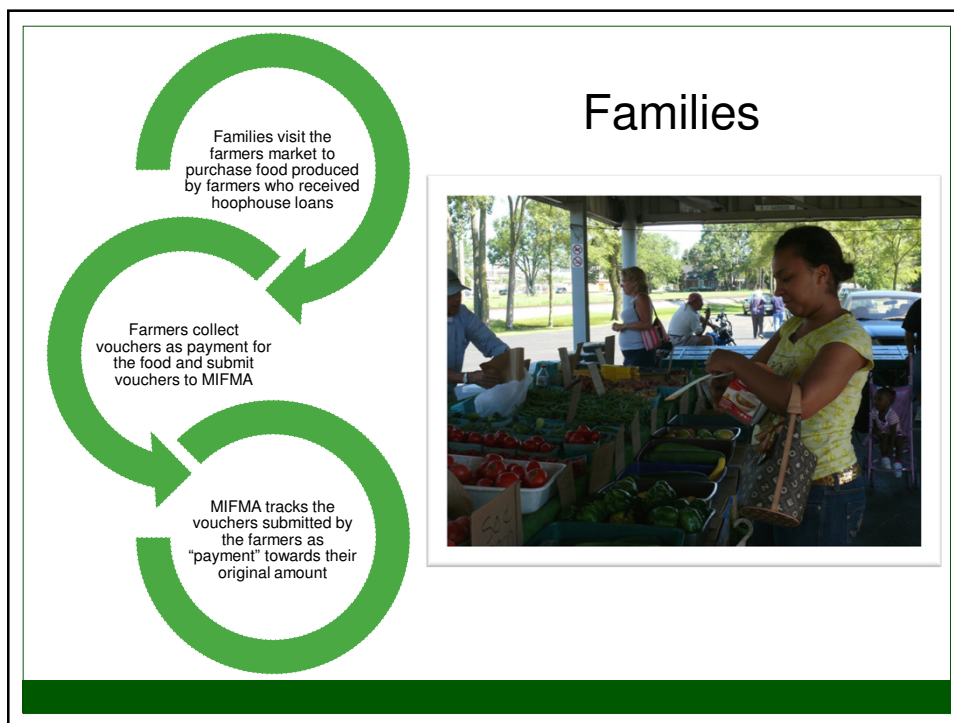 Families
Families visit the
farmers market to
purchase food produced
by farmers who received
hoophouse loans
Farmers collect
vouchers as payment for
the food and submit
vouchers to MIFMA
MIFMA tracks the
vouchers submitted by
the farmers as
“payment” towards their
original amount